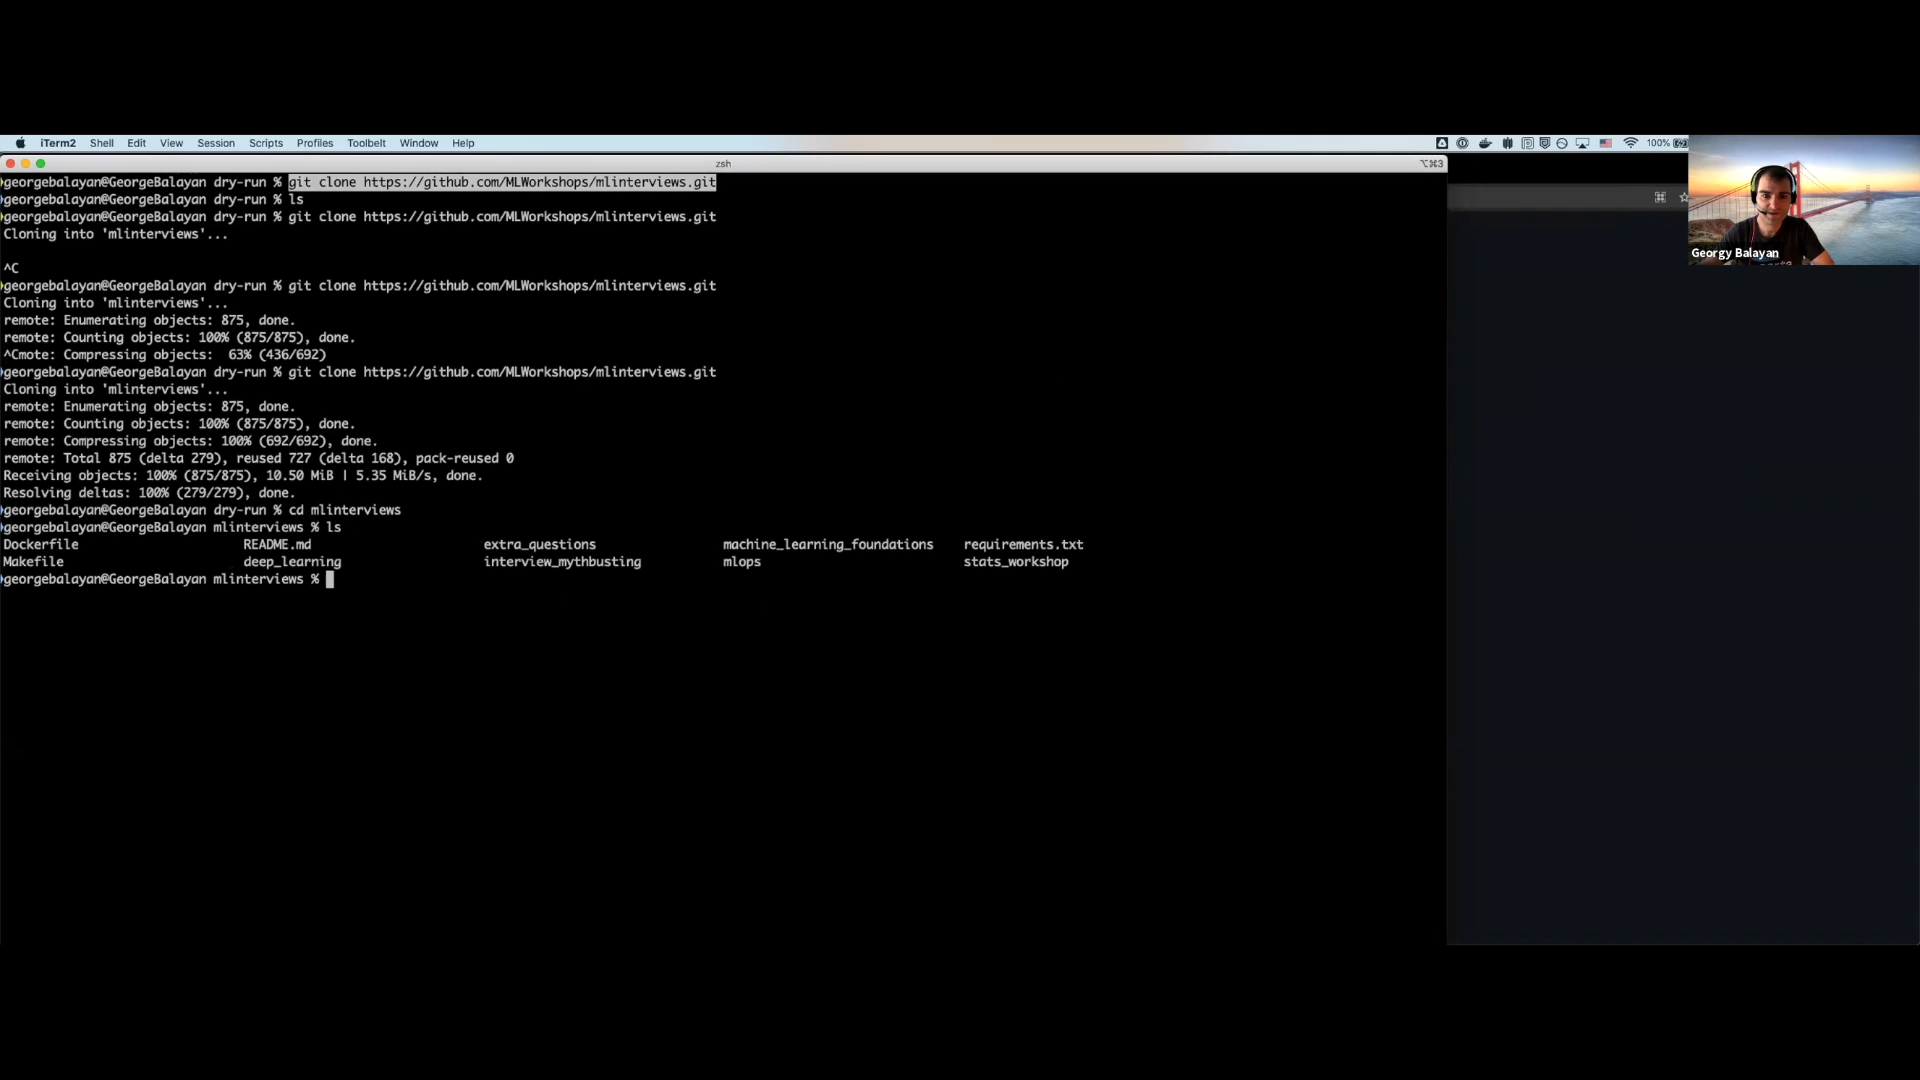 iTerm2 Shell Edit View Session Scripts Profiles Toolbelt Window Help 100%
zsh ⌥⌘3
georgebalayan@GeorgeBalayan dry-run % git clone https://github.com/MLWorkshops/mlinterviews.git
georgebalayan@GeorgeBalayan dry-run % ls
georgebalayan@GeorgeBalayan dry-run % git clone https://github.com/MLWorkshops/mlinterviews.git
Cloning into 'mlinterviews'...
^C
georgebalayan@GeorgeBalayan dry-run % git clone https://github.com/MLWorkshops/mlinterviews.git
Cloning into 'mlinterviews'...
remote: Enumerating objects: 875, done.
remote: Counting objects: 100% (875/875), done.
^Cmote: Compressing objects:  63% (436/692)
georgebalayan@GeorgeBalayan dry-run % git clone https://github.com/MLWorkshops/mlinterviews.git
Cloning into 'mlinterviews'...
remote: Enumerating objects: 875, done.
remote: Counting objects: 100% (875/875), done.
remote: Compressing objects: 100% (692/692), done.
remote: Total 875 (delta 279), reused 727 (delta 168), pack-reused 0
Receiving objects: 100% (875/875), 10.50 MiB | 5.35 MiB/s, done.
Resolving deltas: 100% (279/279), done.
georgebalayan@GeorgeBalayan dry-run % cd mlinterviews
georgebalayan@GeorgeBalayan mlinterviews % ls
Dockerfile README.md extra_questions machine_learning_foundations requirements.txt
Makefile deep_learning interview_mythbusting mlops stats_workshop
georgebalayan@GeorgeBalayan mlinterviews %
Georgy Balayan